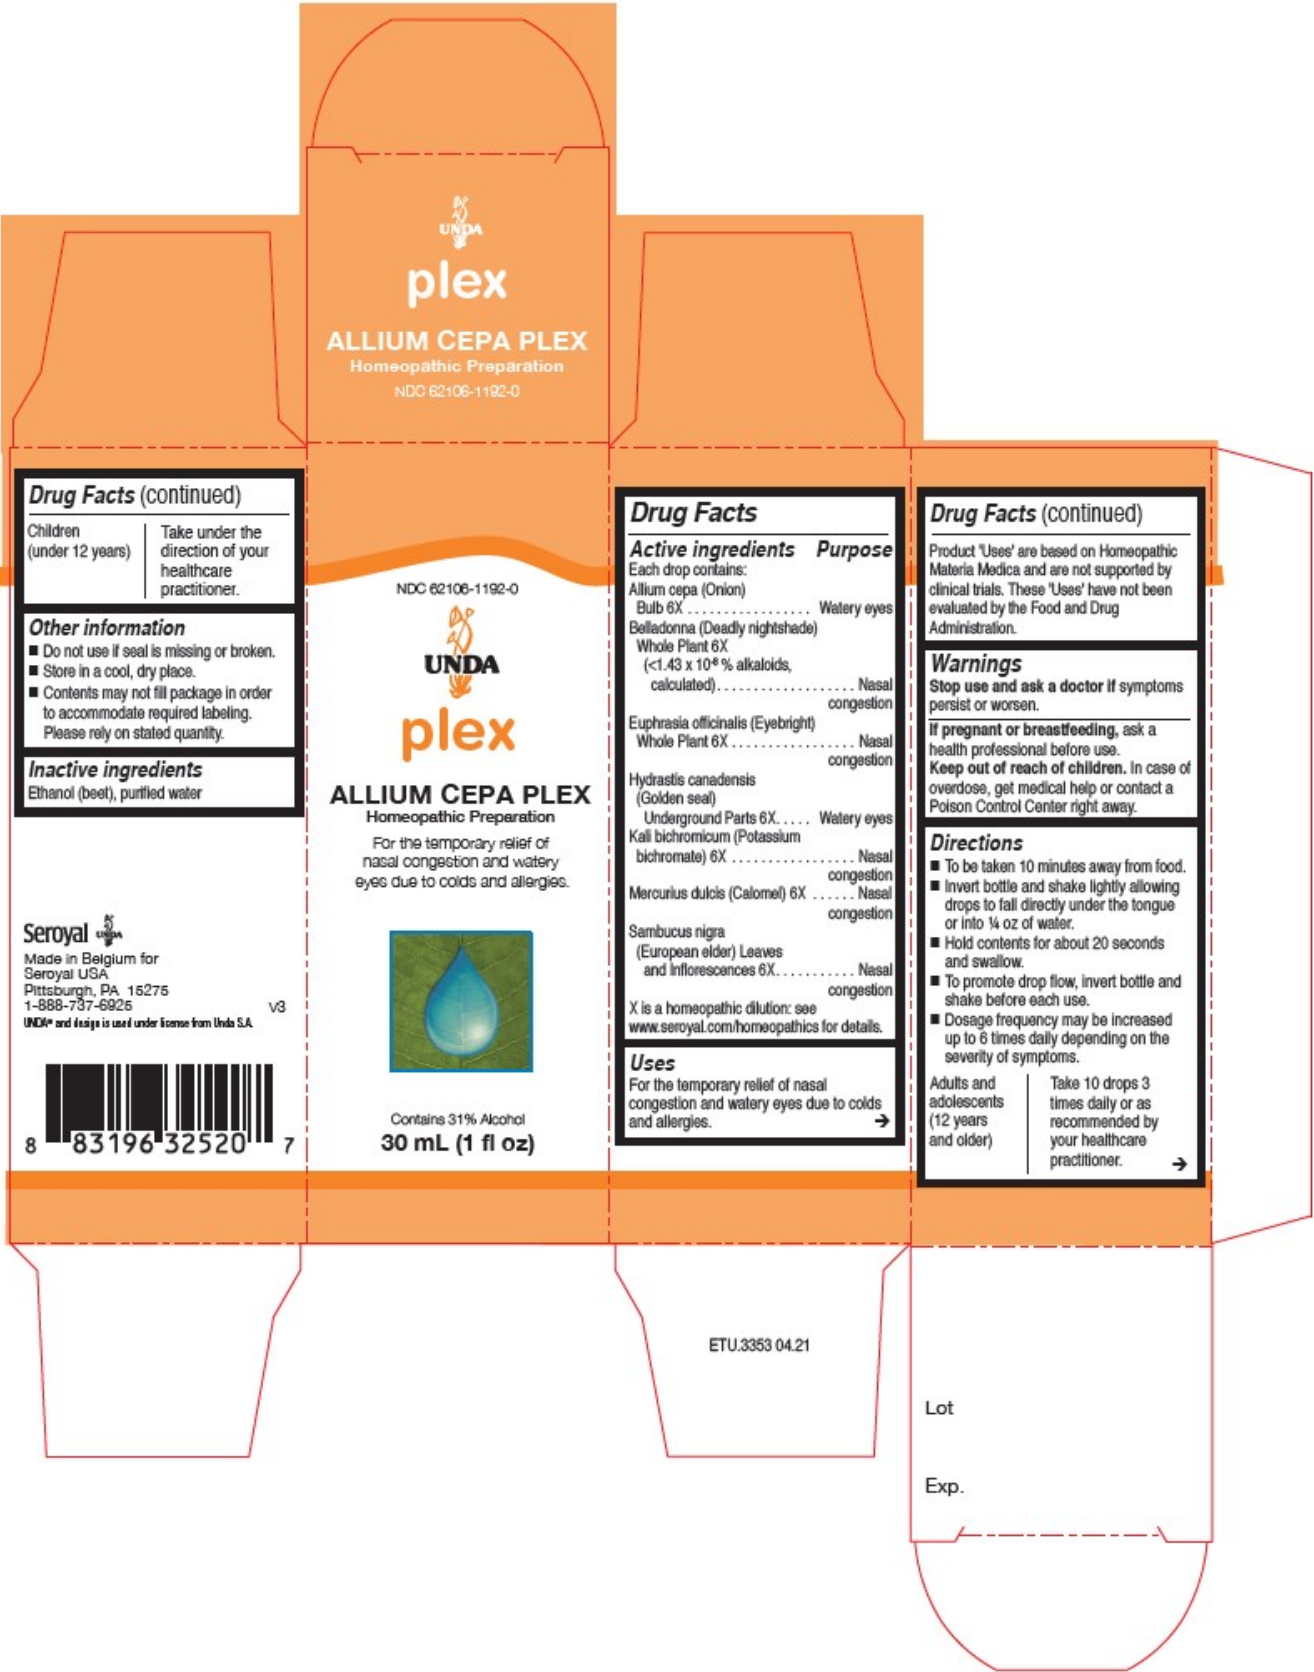 UNDA
plex
ALLIUM CEPA PLEX
Homeopathic Preparation
NDC 62106-1192-0
Drug Facts (continued)
Children
(under 12 years)
Take under the
direction of your
healthcare
practitioner.
Other information
■ Do not use if seal is missing or broken.
■ Store in a cool, dry place.
■ Contents may not fill package in order
to accommodate required labeling.
Please rely on stated quantity.
Inactive ingredients
Ethanol (beet), purified water
Seroyal UNDA
Made in Belgium for
Seroyal USA
Pittsburgh, PA 15275
1-888-737-6925 V3
UNDA® and design is used under license from Unda S.A.
8 83196 32520 7
NDC 62106-1192-0
UNDA
plex
ALLIUM CEPA PLEX
Homeopathic Preparation
For the temporary relief of
nasal congestion and watery
eyes due to colds and allergies.
Contains 31% Alcohol
30 mL (1 fl oz)
Drug Facts
Active ingredients Purpose
Each drop contains:
Allium cepa (Onion)
Bulb 6X ................. Watery eyes
Belladonna (Deadly nightshade)
Whole Plant 6X
(<1.43 x 10⁻⁸ % alkaloids,
calculated)................... Nasal
congestion
Euphrasia officinalis (Eyebright)
Whole Plant 6X ................. Nasal
congestion
Hydrastis canadensis
(Golden seal)
Underground Parts 6X..... Watery eyes
Kali bichromicum (Potassium
bichromate) 6X ................. Nasal
congestion
Mercurius dulcis (Calomel) 6X ...... Nasal
congestion
Sambucus nigra
(European elder) Leaves
and Inflorescences 6X........... Nasal
congestion
X is a homeopathic dilution: see
www.seroyal.com/homeopathics for details.
Uses
For the temporary relief of nasal
congestion and watery eyes due to colds
and allergies. →
Drug Facts (continued)
Product 'Uses' are based on Homeopathic
Materia Medica and are not supported by
clinical trials. These 'Uses' have not been
evaluated by the Food and Drug
Administration.
Warnings
Stop use and ask a doctor if symptoms
persist or worsen.
If pregnant or breastfeeding, ask a
health professional before use.
Keep out of reach of children. In case of
overdose, get medical help or contact a
Poison Control Center right away.
Directions
■ To be taken 10 minutes away from food.
■ Invert bottle and shake lightly allowing
drops to fall directly under the tongue
or into ¼ oz of water.
■ Hold contents for about 20 seconds
and swallow.
■ To promote drop flow, invert bottle and
shake before each use.
■ Dosage frequency may be increased
up to 6 times daily depending on the
severity of symptoms.
Adults and
adolescents
(12 years
and older)
Take 10 drops 3
times daily or as
recommended by
your healthcare
practitioner. →
ETU.3353 04.21
Lot
Exp.